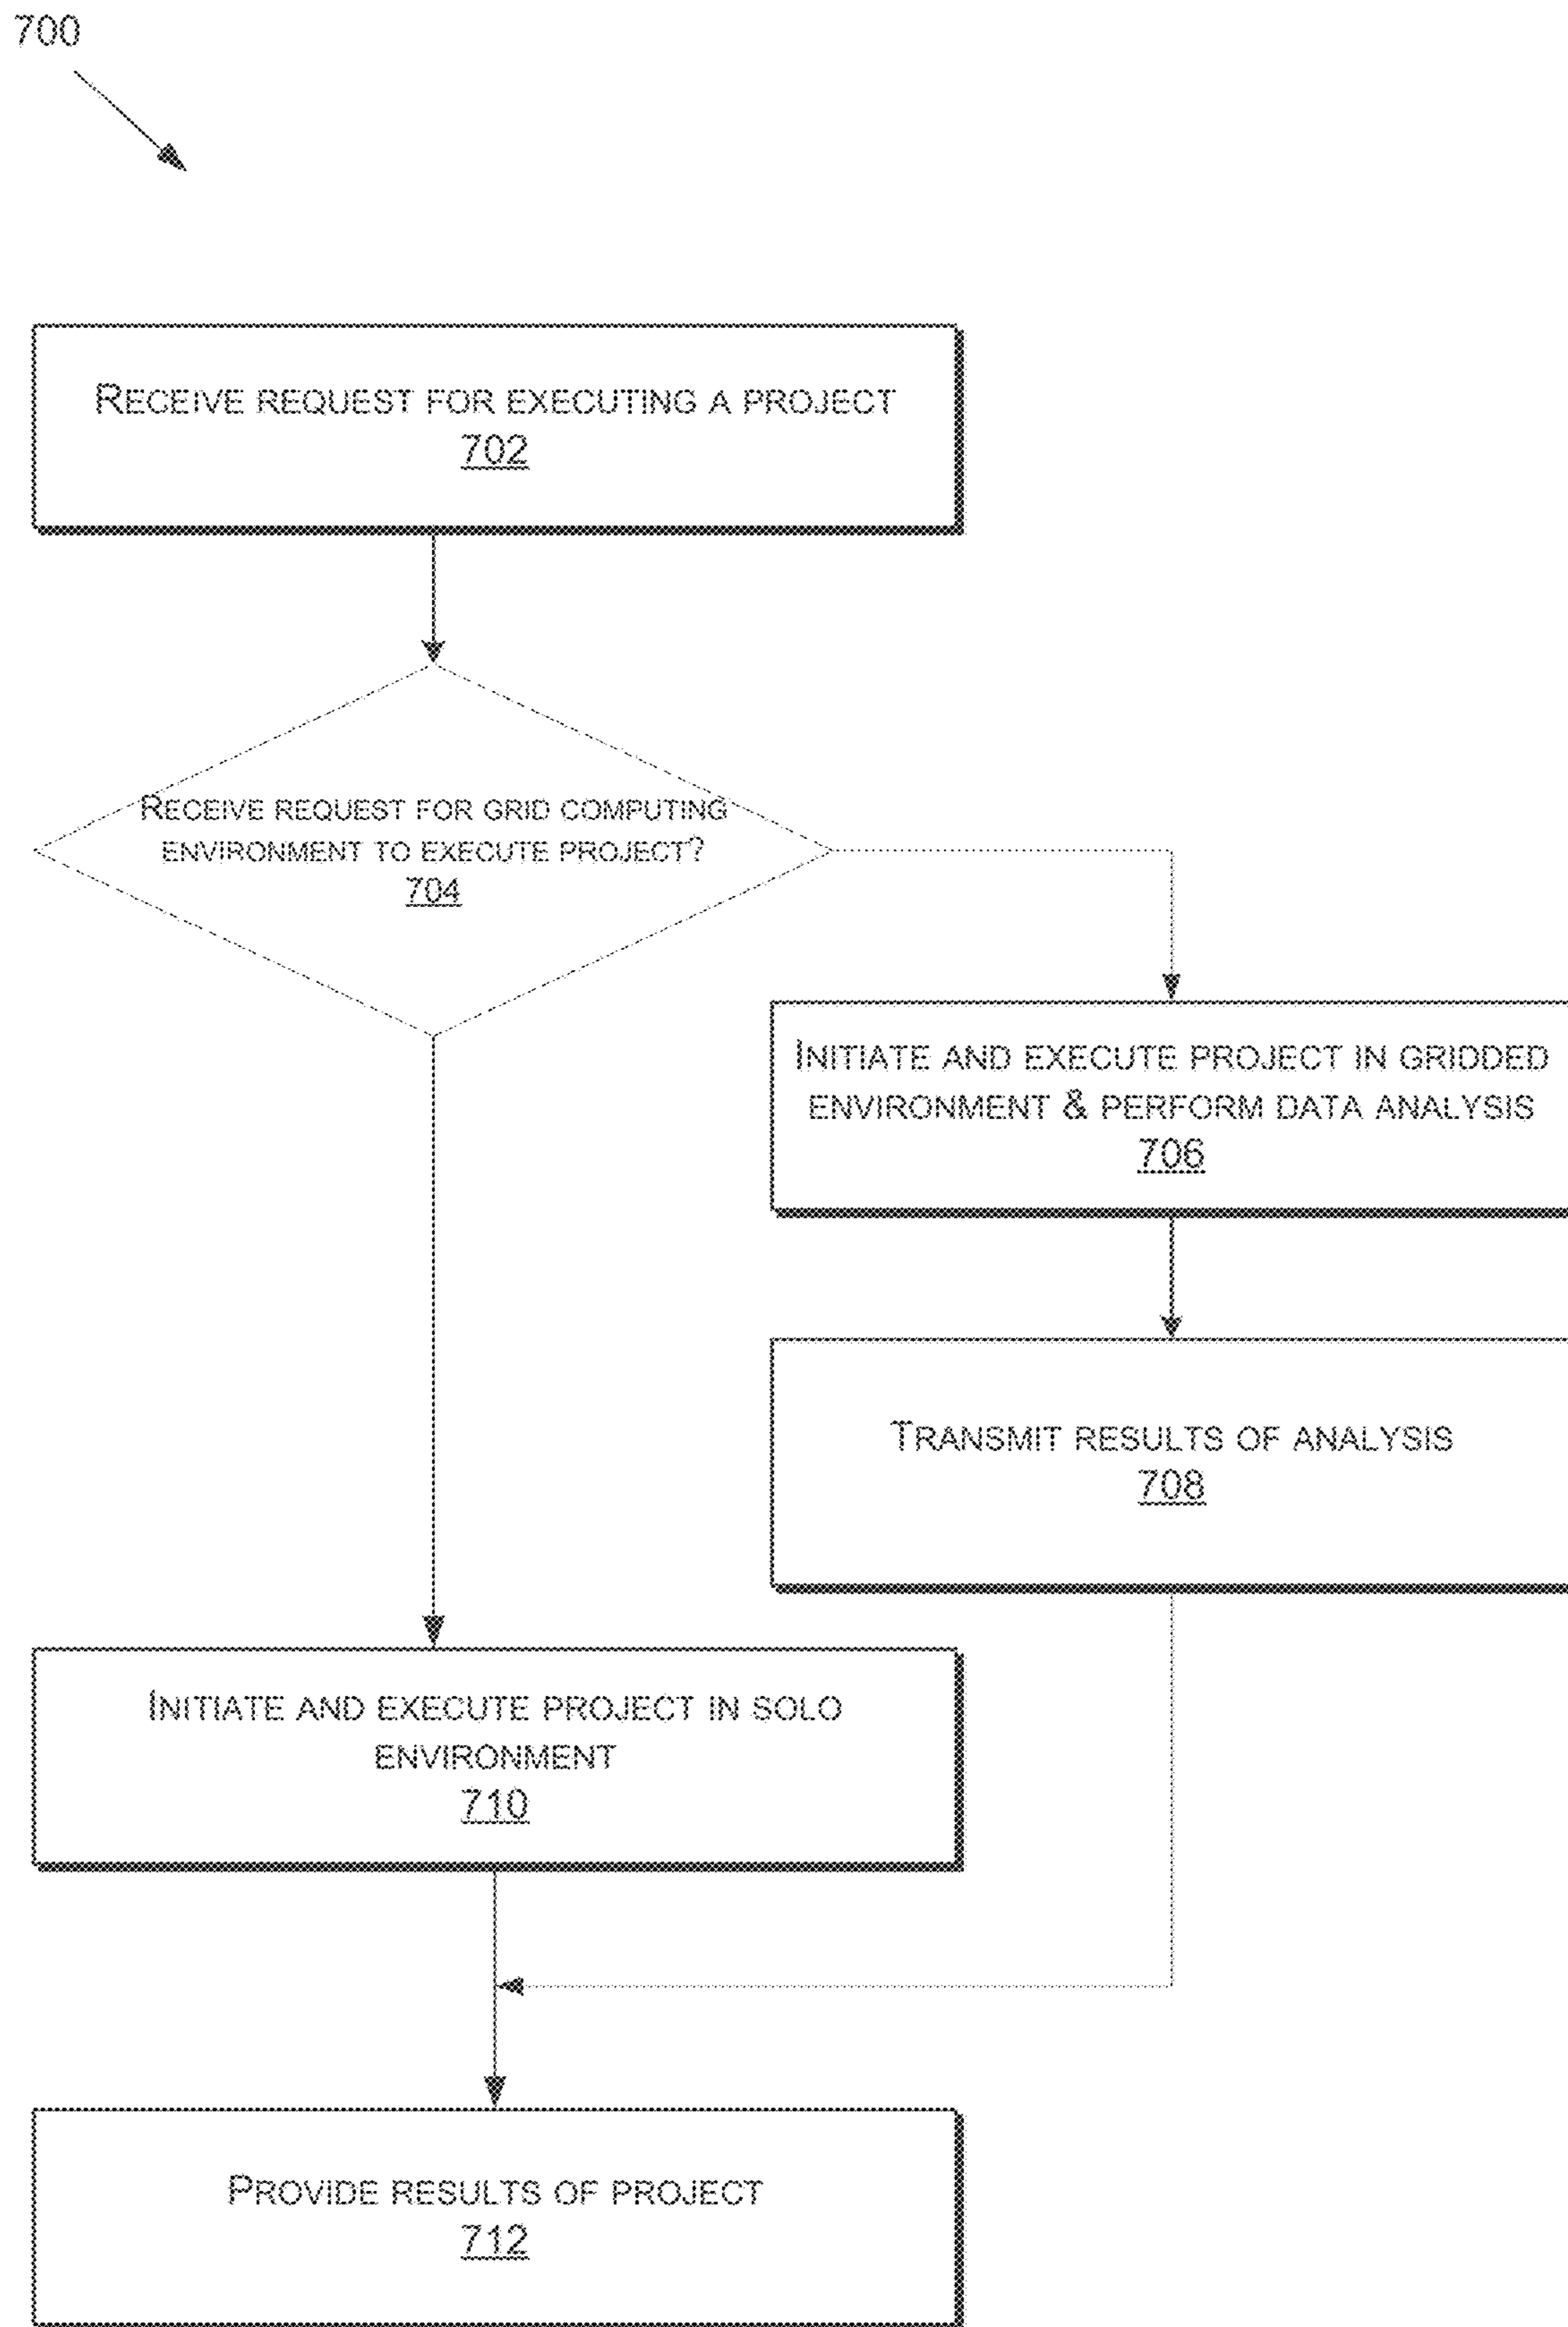 700
RECEIVE REQUEST FOR EXECUTING A PROJECT
702
RECEIVE REQUEST FOR GRID COMPUTING
ENVIRONMENT TO EXECUTE PROJECT?
704
INITIATE AND EXECUTE PROJECT IN GRIDDED
ENVIRONMENT & PERFORM DATA ANALYSIS
706
TRANSMIT RESULTS OF ANALYSIS
708
INITIATE AND EXECUTE PROJECT IN SOLO
ENVIRONMENT
710
PROVIDE RESULTS OF PROJECT
712